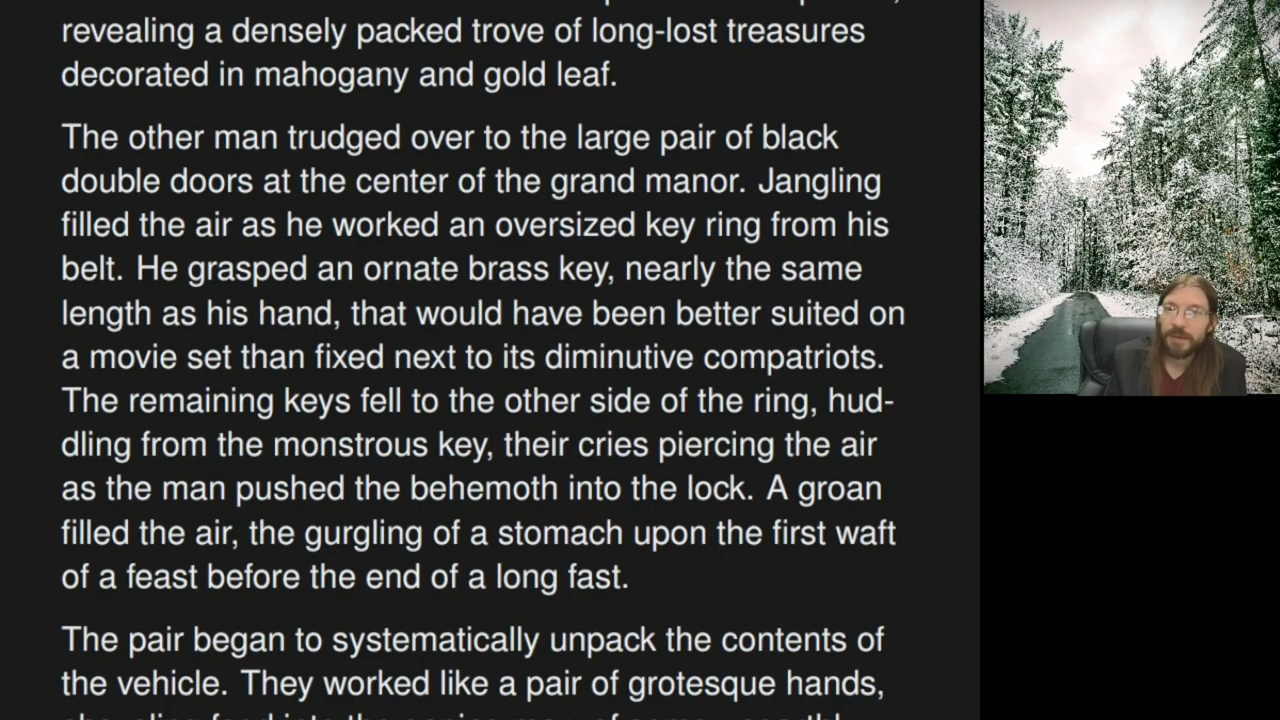 revealing a densely packed trove of long-lost treasures
decorated in mahogany and gold leaf.
The other man trudged over to the large pair of black
double doors at the center of the grand manor. Jangling
filled the air as he worked an oversized key ring from his
belt. He grasped an ornate brass key, nearly the same
length as his hand, that would have been better suited on
a movie set than fixed next to its diminutive compatriots.
The remaining keys fell to the other side of the ring, hud-
dling from the monstrous key, their cries piercing the air
as the man pushed the behemoth into the lock. A groan
filled the air, the gurgling of a stomach upon the first waft
of a feast before the end of a long fast.
The pair began to systematically unpack the contents of
the vehicle. They worked like a pair of grotesque hands,